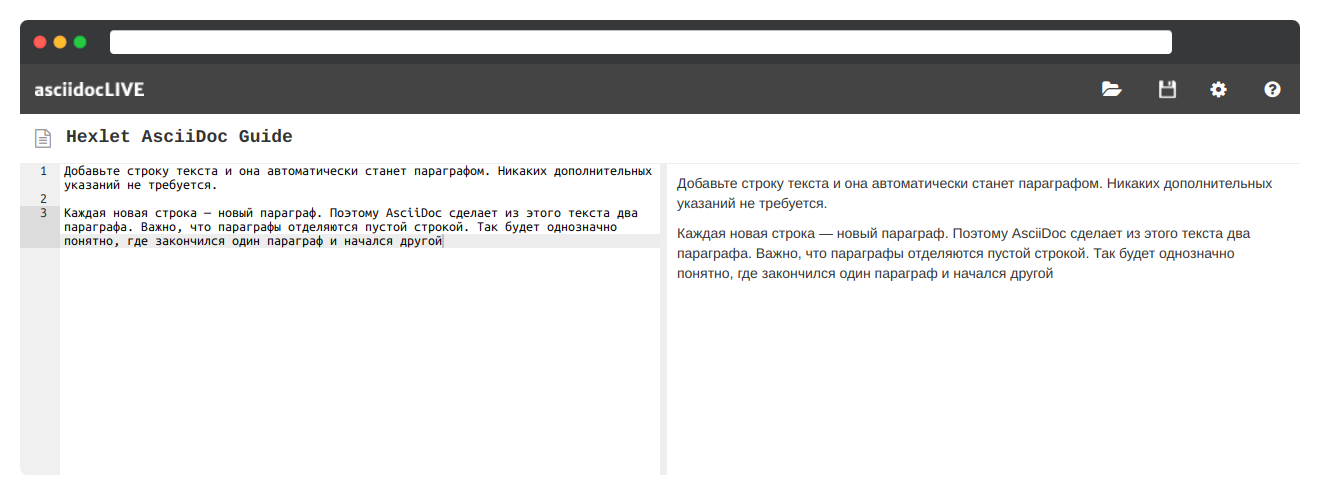 asciidocLIVE
Hexlet AsciiDoc Guide
1 Добавьте строку текста и она автоматически станет параграфом. Никаких дополнительных
указаний не требуется.
2
3 Каждая новая строка — новый параграф. Поэтому AsciiDoc сделает из этого текста два
параграфа. Важно, что параграфы отделяются пустой строкой. Так будет однозначно
понятно, где закончился один параграф и начался другой
Добавьте строку текста и она автоматически станет параграфом. Никаких дополнительных
указаний не требуется.
Каждая новая строка — новый параграф. Поэтому AsciiDoc сделает из этого текста два
параграфа. Важно, что параграфы отделяются пустой строкой. Так будет однозначно
понятно, где закончился один параграф и начался другой